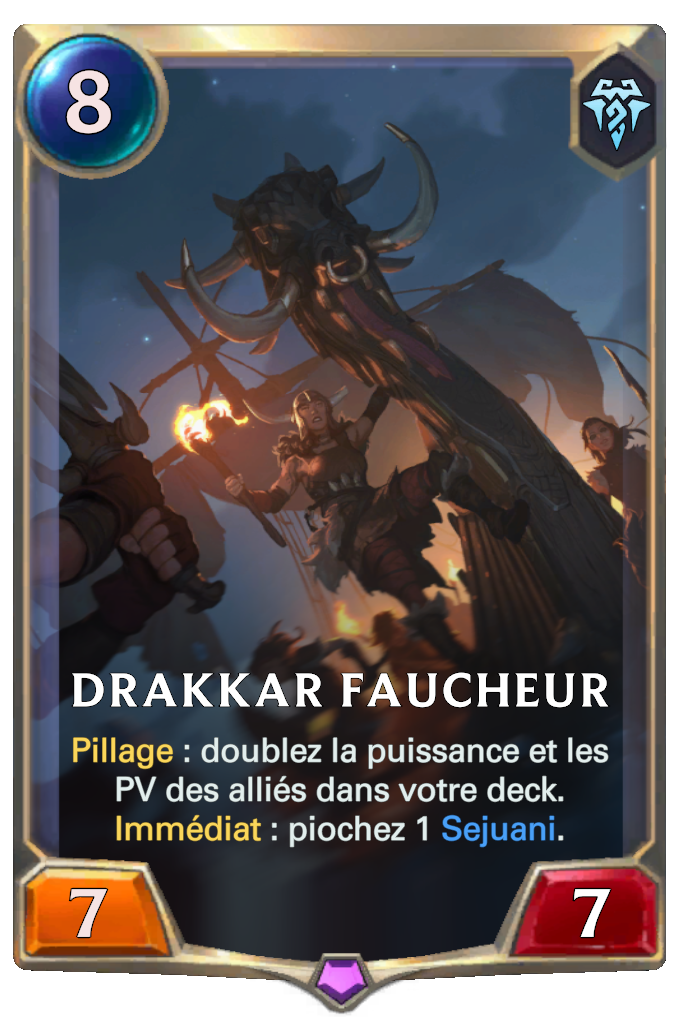 8
DRAKKAR FAUCHEUR
Pillage : doublez la puissance et les
PV des alliés dans votre deck.
Immédiat : piochez 1 Sejuani.
7
7